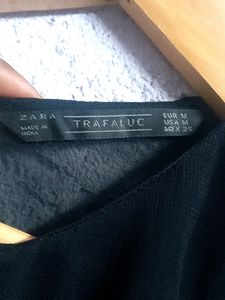 ZARA
MADE IN
INDIA
TRAFALUC
EUR M
USA M
MEX 28